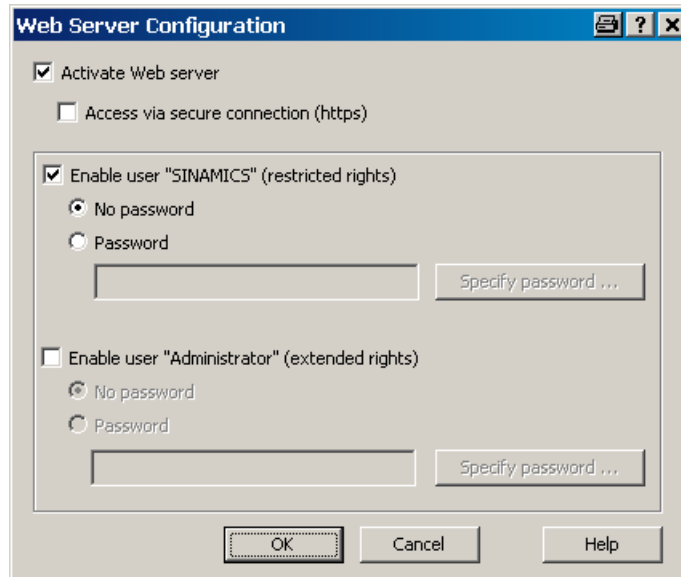 Web Server Configuration
Activate Web server
Access via secure connection (https)
Enable user "SINAMICS" (restricted rights)
No password
Password
Specify password ...
Enable user "Administrator" (extended rights)
No password
Password
Specify password ...
OK Cancel Help